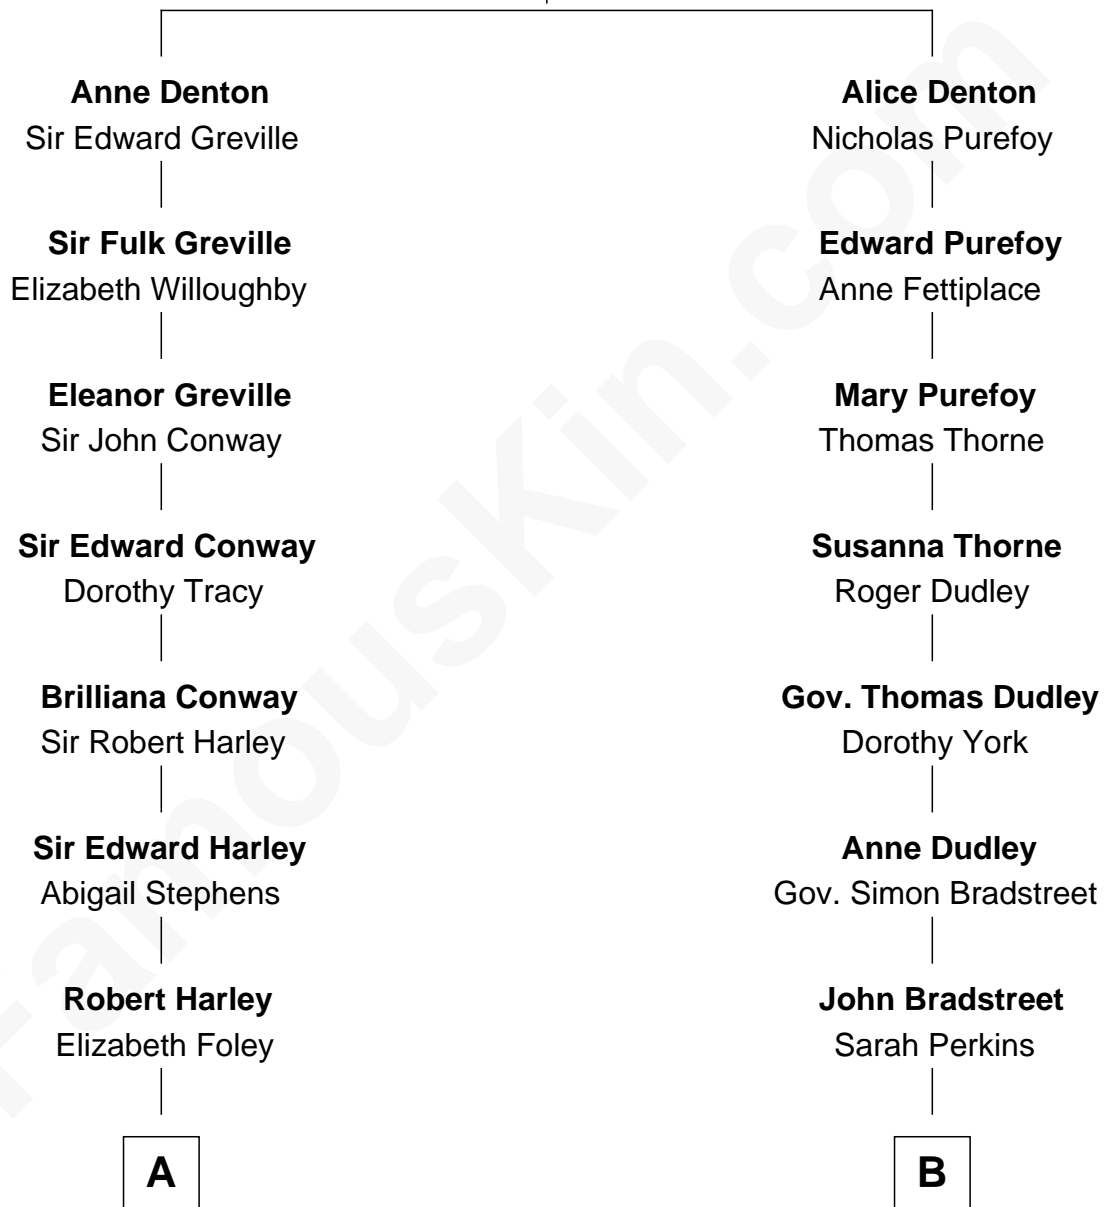 Anne Denton
Sir Edward Greville
Sir Fulk Greville
Elizabeth Willoughby
Eleanor Greville
Sir John Conway
Sir Edward Conway
Dorothy Tracy
Brilliana Conway
Sir Robert Harley
Sir Edward Harley
Abigail Stephens
Robert Harley
Elizabeth Foley
A
Alice Denton
Nicholas Purefoy
Edward Purefoy
Anne Fettiplace
Mary Purefoy
Thomas Thorne
Susanna Thorne
Roger Dudley
Gov. Thomas Dudley
Dorothy York
Anne Dudley
Gov. Simon Bradstreet
John Bradstreet
Sarah Perkins
B
FamousKin.com